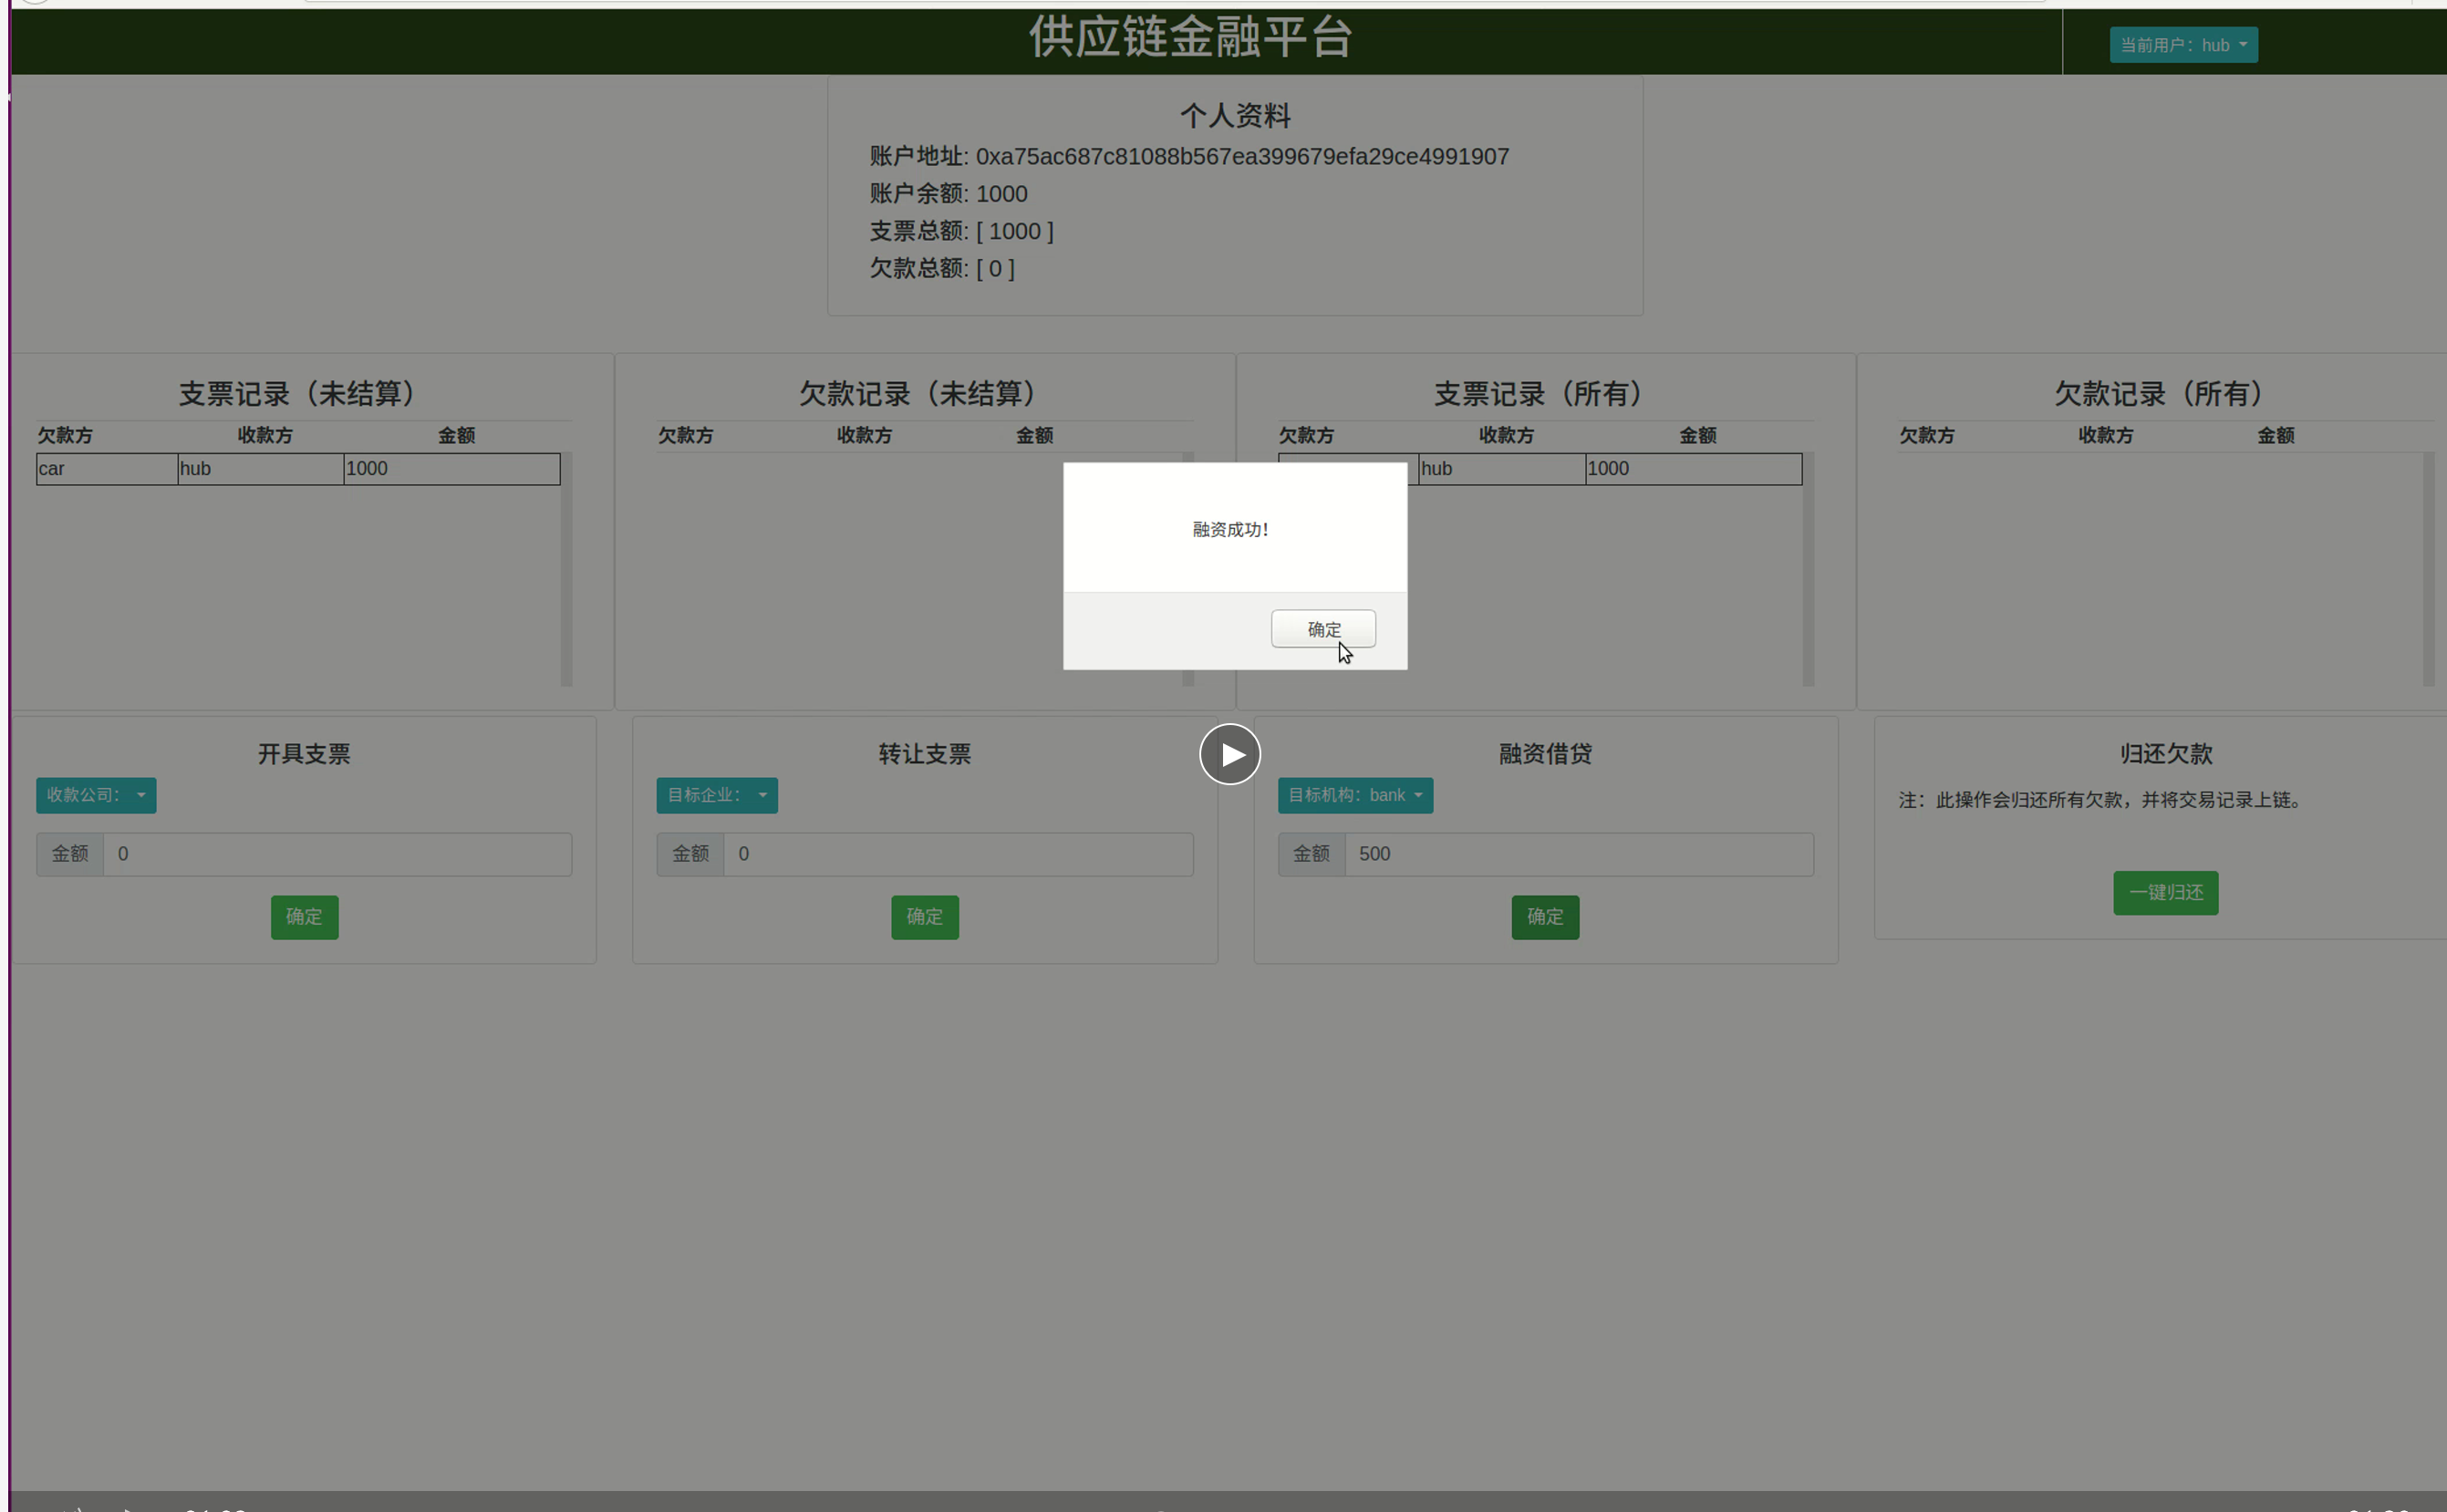 供应链金融平台
当前用户：hub
个人资料
账户地址: 0xa75ac687c81088b567ea399679efa29ce4991907
账户余额: 1000
支票总额: [ 1000 ]
欠款总额: [ 0 ]
支票记录（未结算）
欠款方 收款方 金额
car hub 1000
欠款记录（未结算）
欠款方 收款方 金额
支票记录（所有）
欠款方 收款方 金额
hub 1000
欠款记录（所有）
欠款方 收款方 金额
融资成功！
确定
开具支票
收款公司：
金额 0
确定
转让支票
目标企业：
金额 0
确定
融资借贷
目标机构：bank
金额 500
确定
归还欠款
注：此操作会归还所有欠款，并将交易记录上链。
一键归还